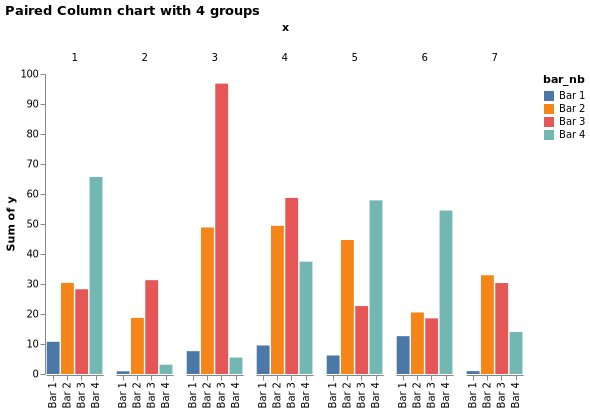 Paired Column chart with 4 groups
x
1 2 3 4 5 6 7
100
90
80
70
60
50
40
30
20
10
0
Sum of y
Bar 1 Bar 2 Bar 3 Bar 4 Bar 1 Bar 2 Bar 3 Bar 4 Bar 1 Bar 2 Bar 3 Bar 4 Bar 1 Bar 2 Bar 3 Bar 4 Bar 1 Bar 2 Bar 3 Bar 4 Bar 1 Bar 2 Bar 3 Bar 4 Bar 1 Bar 2 Bar 3 Bar 4
bar_nb
Bar 1
Bar 2
Bar 3
Bar 4